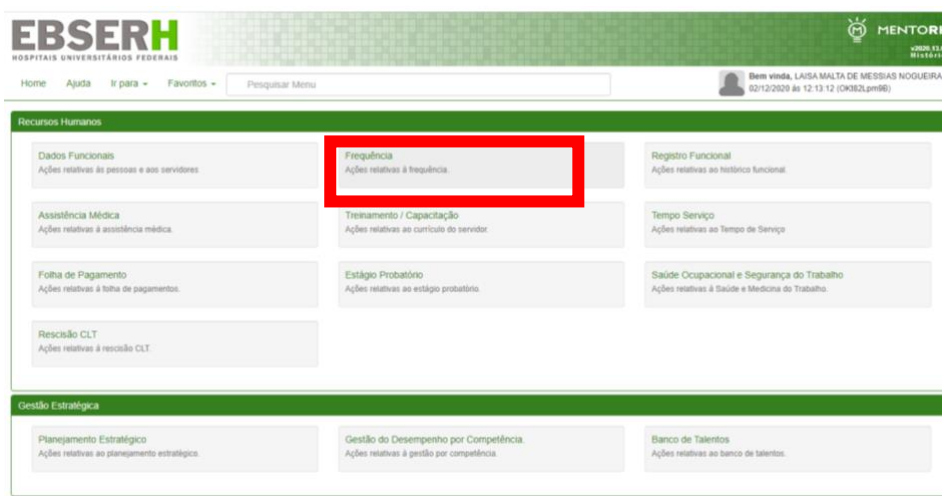 EBSERH
HOSPITAIS UNIVERSITÁRIOS FEDERAIS
MENTORE
Home Ajuda Ir para Favoritos Pesquisar Menu
Bem vinda, LAISA MALTA DE MESSIAS NOGUEIRA
02/12/2020 às 12:13:12
Recursos Humanos
Dados Funcionais
Ações relativas às pessoas e aos servidores
Frequência
Ações relativas à frequência.
Registro Funcional
Ações relativas ao histórico funcional.
Assistência Médica
Ações relativas à assistência médica.
Treinamento / Capacitação
Ações relativas ao currículo do servidor.
Tempo Serviço
Ações relativas ao Tempo de Serviço
Folha de Pagamento
Ações relativas à folha de pagamentos.
Estágio Probatório
Ações relativas ao estágio probatório.
Saúde Ocupacional e Segurança do Trabalho
Ações relativas à Saúde e Medicina do Trabalho.
Rescisão CLT
Ações relativas à rescisão CLT.
Gestão Estratégica
Planejamento Estratégico
Ações relativas ao planejamento estratégico.
Gestão do Desempenho por Competência.
Ações relativas à gestão por competência.
Banco de Talentos
Ações relativas ao banco de talentos.